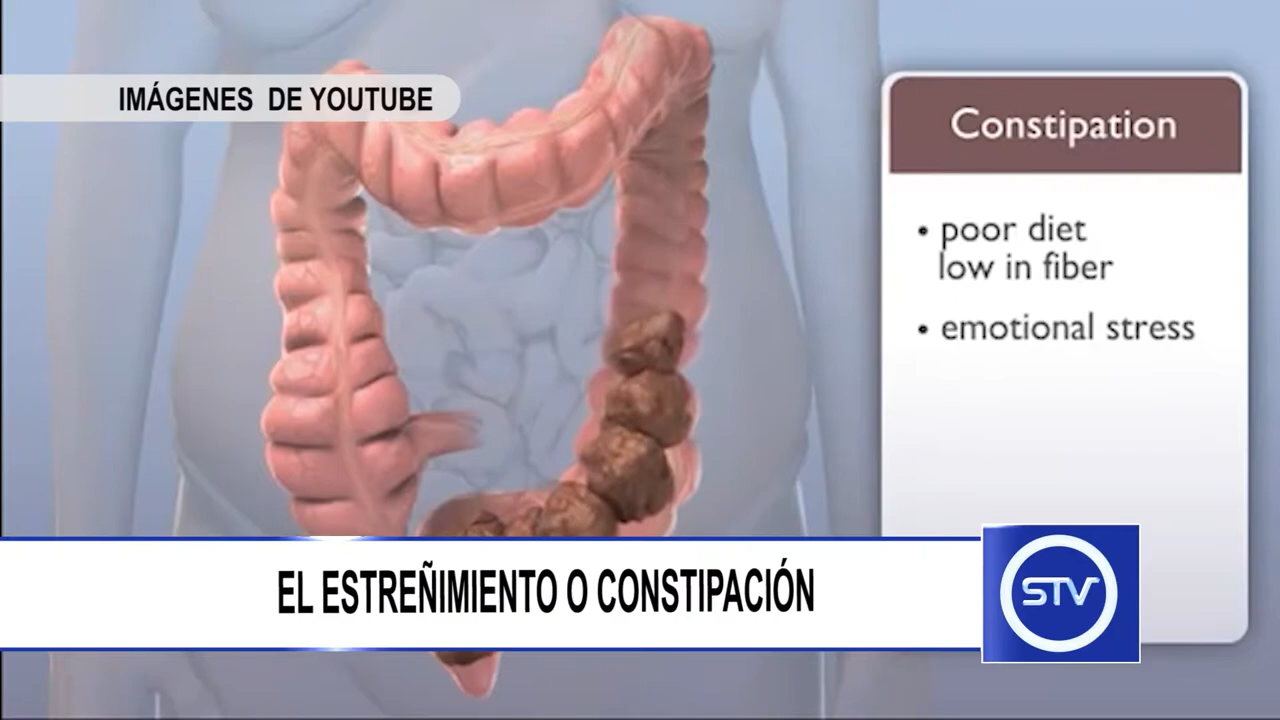 IMÁGENES DE YOUTUBE
Constipation
• poor diet
low in fiber
• emotional stress
EL ESTREÑIMIENTO O CONSTIPACIÓN
STV